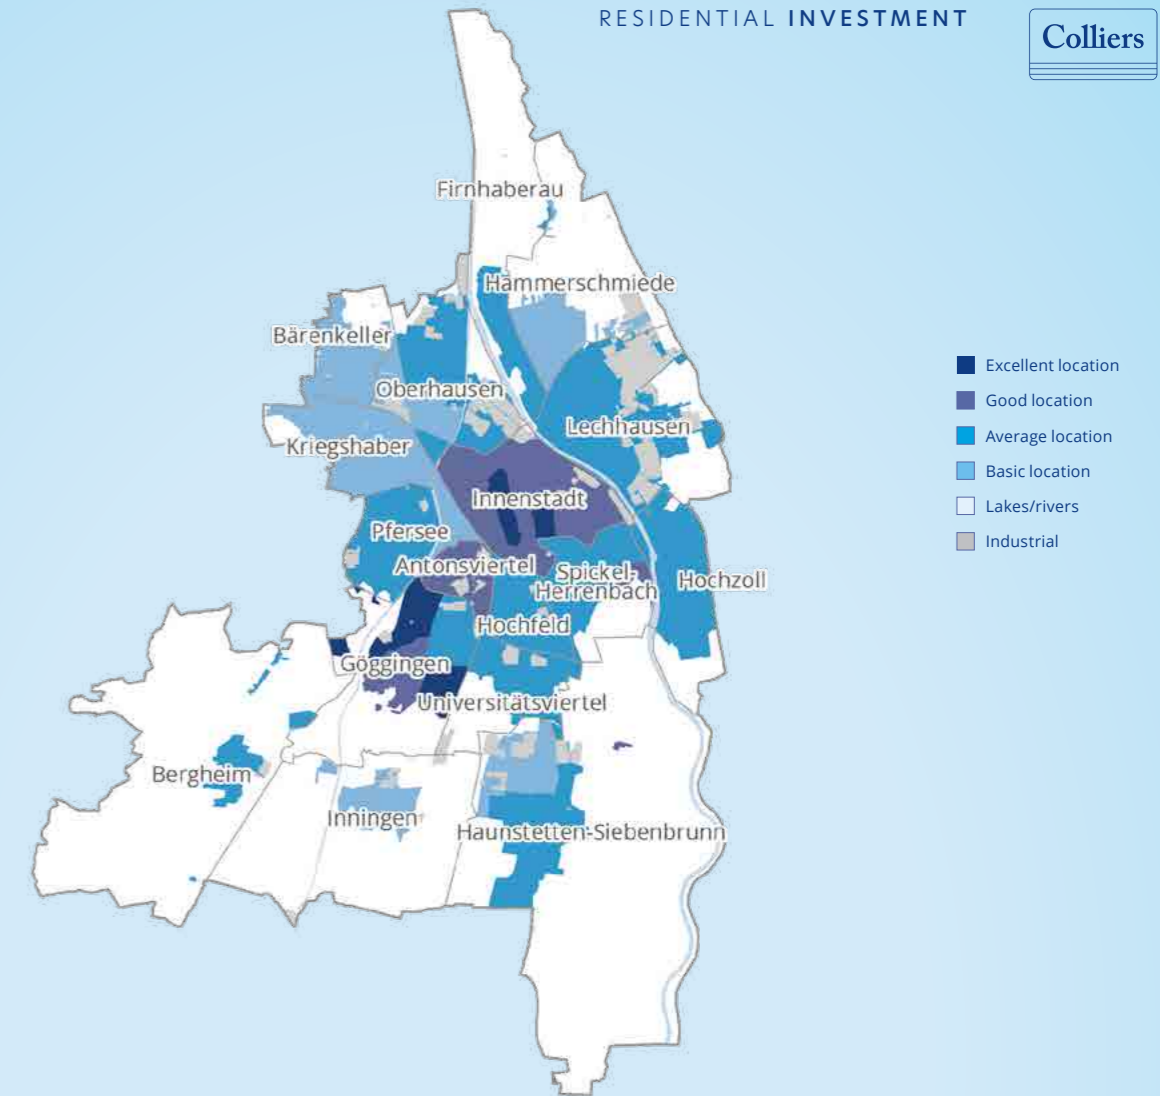 RESIDENTIAL INVESTMENT
Colliers
Firnhaberau
Hammerschmiede
Bärenkeller
Oberhausen
Lechhausen
Kriegshaber
Innenstadt
Pfersee
Antonsviertel
Spickel-
Herrenbach
Hochzoll
Hochfeld
Göggingen
Universitätsviertel
Bergheim
Inningen
Haunstetten-Siebenbrunn
Excellent location
Good location
Average location
Basic location
Lakes/rivers
Industrial